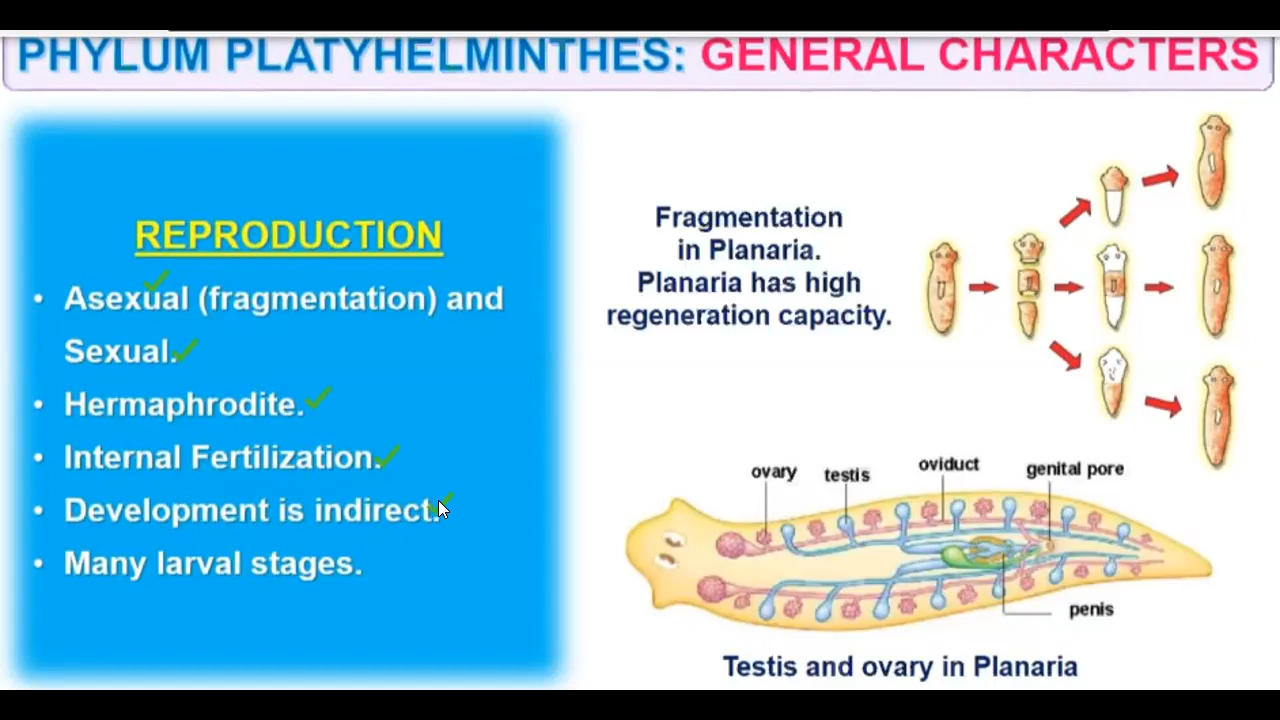 PHYLUM PLATYHELMINTHES: GENERAL CHARACTERS
REPRODUCTION
• Asexual (fragmentation) and
Sexual.
• Hermaphrodite.
• Internal Fertilization.
• Development is indirect.
• Many larval stages.
Fragmentation
in Planaria.
Planaria has high
regeneration capacity.
ovary
testis
oviduct
genital pore
penis
Testis and ovary in Planaria